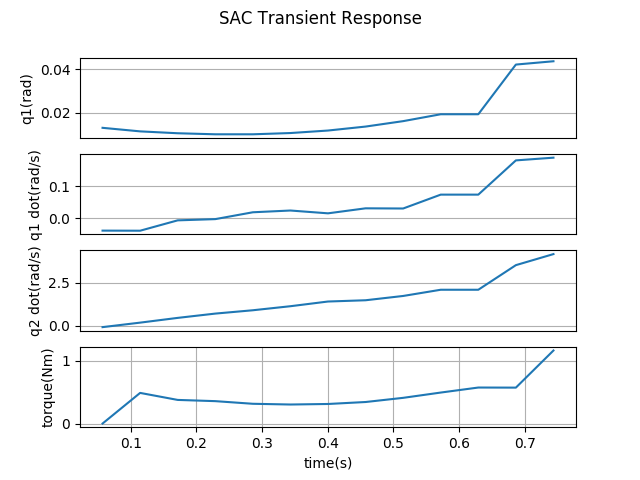 SAC Transient Response
q1(rad)
0.04
0.02
q1 dot(rad/s)
0.1
0.0
q2 dot(rad/s)
2.5
0.0
torque(Nm)
1
0
0.1 0.2 0.3 0.4 0.5 0.6 0.7
time(s)